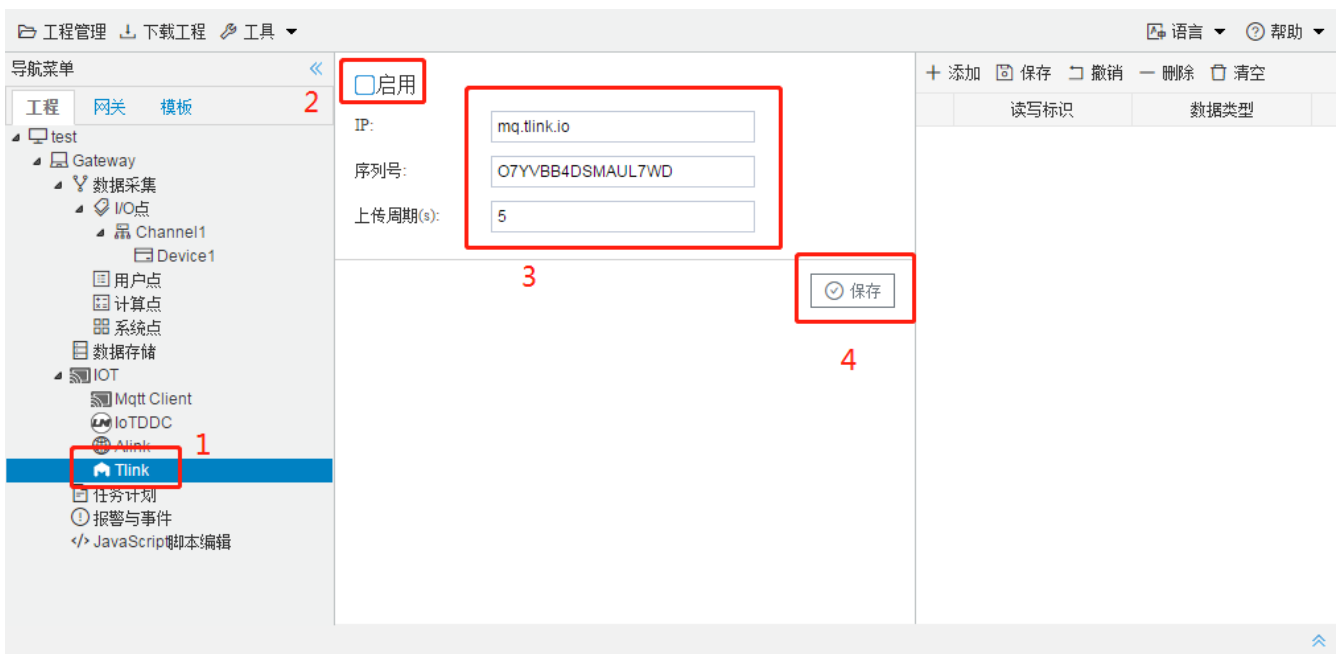 工程管理 下载工程 工具 语言 帮助
导航菜单
工程 网关 模板
2
test
Gateway
数据采集
I/O点
Channel1
Device1
用户点
计算点
系统点
数据存储
IOT
Mqtt Client
IoTDDC
Alink
1
Tlink
任务计划
报警与事件
</> JavaScript脚本编辑
启用
IP: mq.tlink.io
序列号: O7YVBB4DSMAUL7WD
上传周期(s): 5
3
保存
4
添加 保存 撤销 删除 清空
读写标识 数据类型